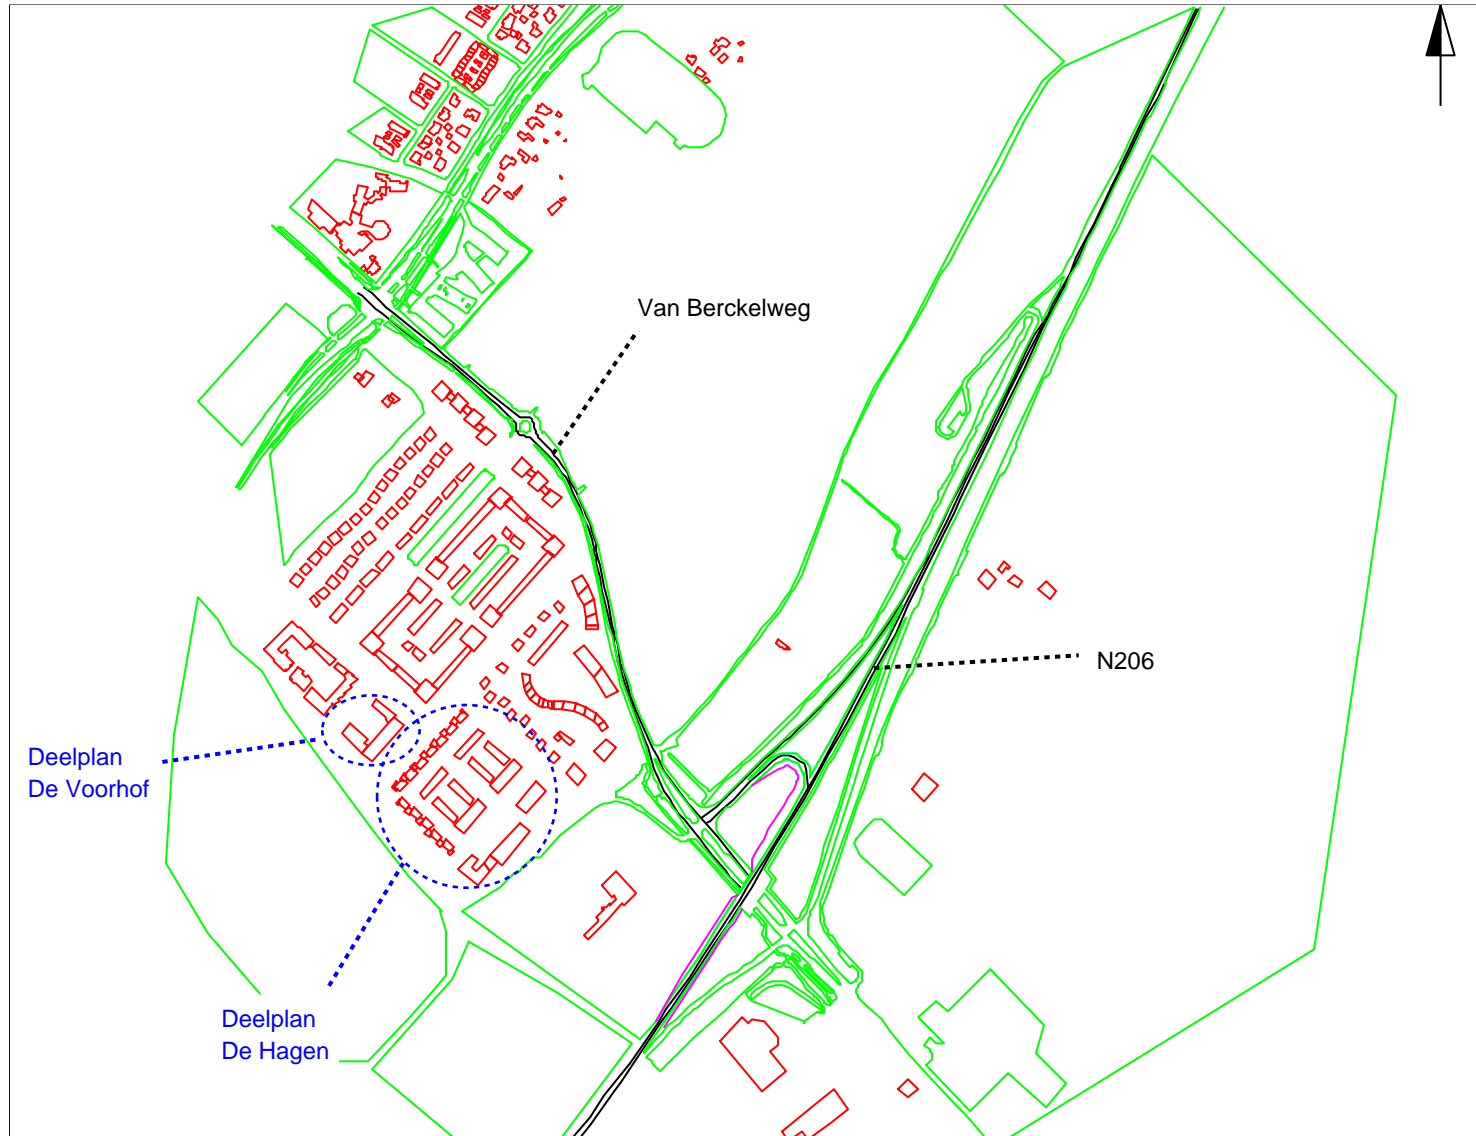 Van Berckelweg
N206
Deelplan
De Voorhof
Deelplan
De Hagen